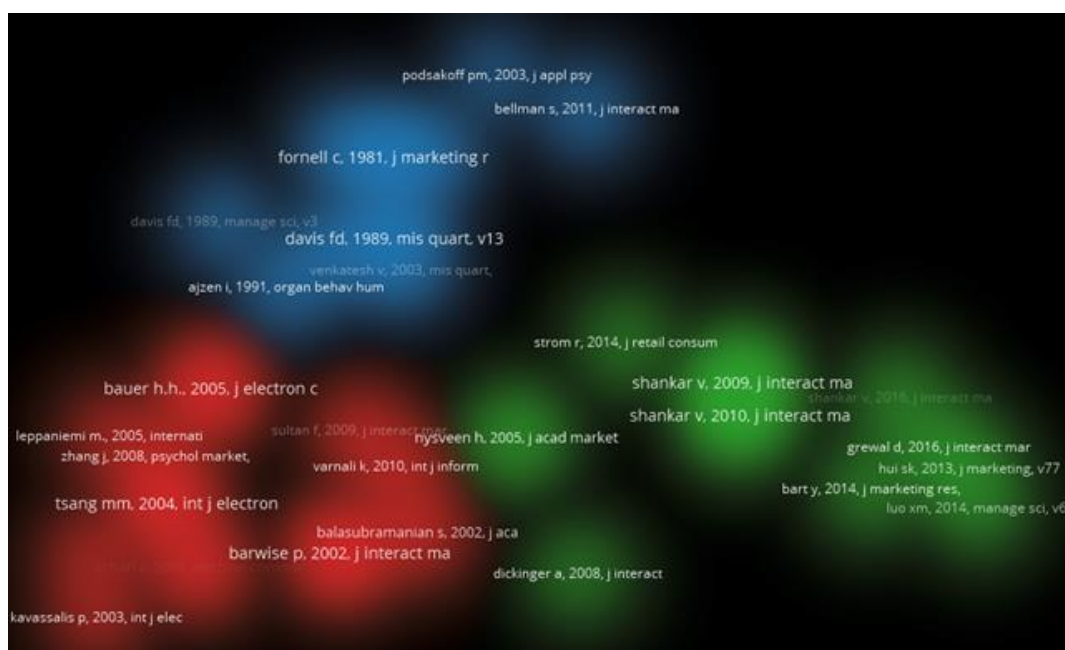 podsakoff pm, 2003, j appl psy
bellman s, 2011, j interact ma
fornell c, 1981, j marketing r
davis fd, 1989, manage sci, v3
davis fd, 1989, mis quart, v13
venkatesh v, 2003, mis quart,
ajzen i, 1991, organ behav hum
strom r, 2014, j retail consum
shankar v, 2009, j interact ma
bauer h.h., 2005, j electron c
shankar v, 2016, j interact ma
shankar v, 2010, j interact ma
sultan f, 2009, j interact mar
leppaniemi m., 2005, internati
nysveen h, 2005, j acad market
grewal d, 2016, j interact mar
zhang j, 2008, psychol market,
varnali k, 2010, int j inform
hui sk, 2013, j marketing, v77
bart y, 2014, j marketing res,
tsang mm, 2004, int j electron
luo xm, 2014, manage sci, v6
balasubramanian s, 2002, j aca
barwise p, 2002, j interact ma
dickinger a, 2008, j interact
kavassalis p, 2003, int j elec